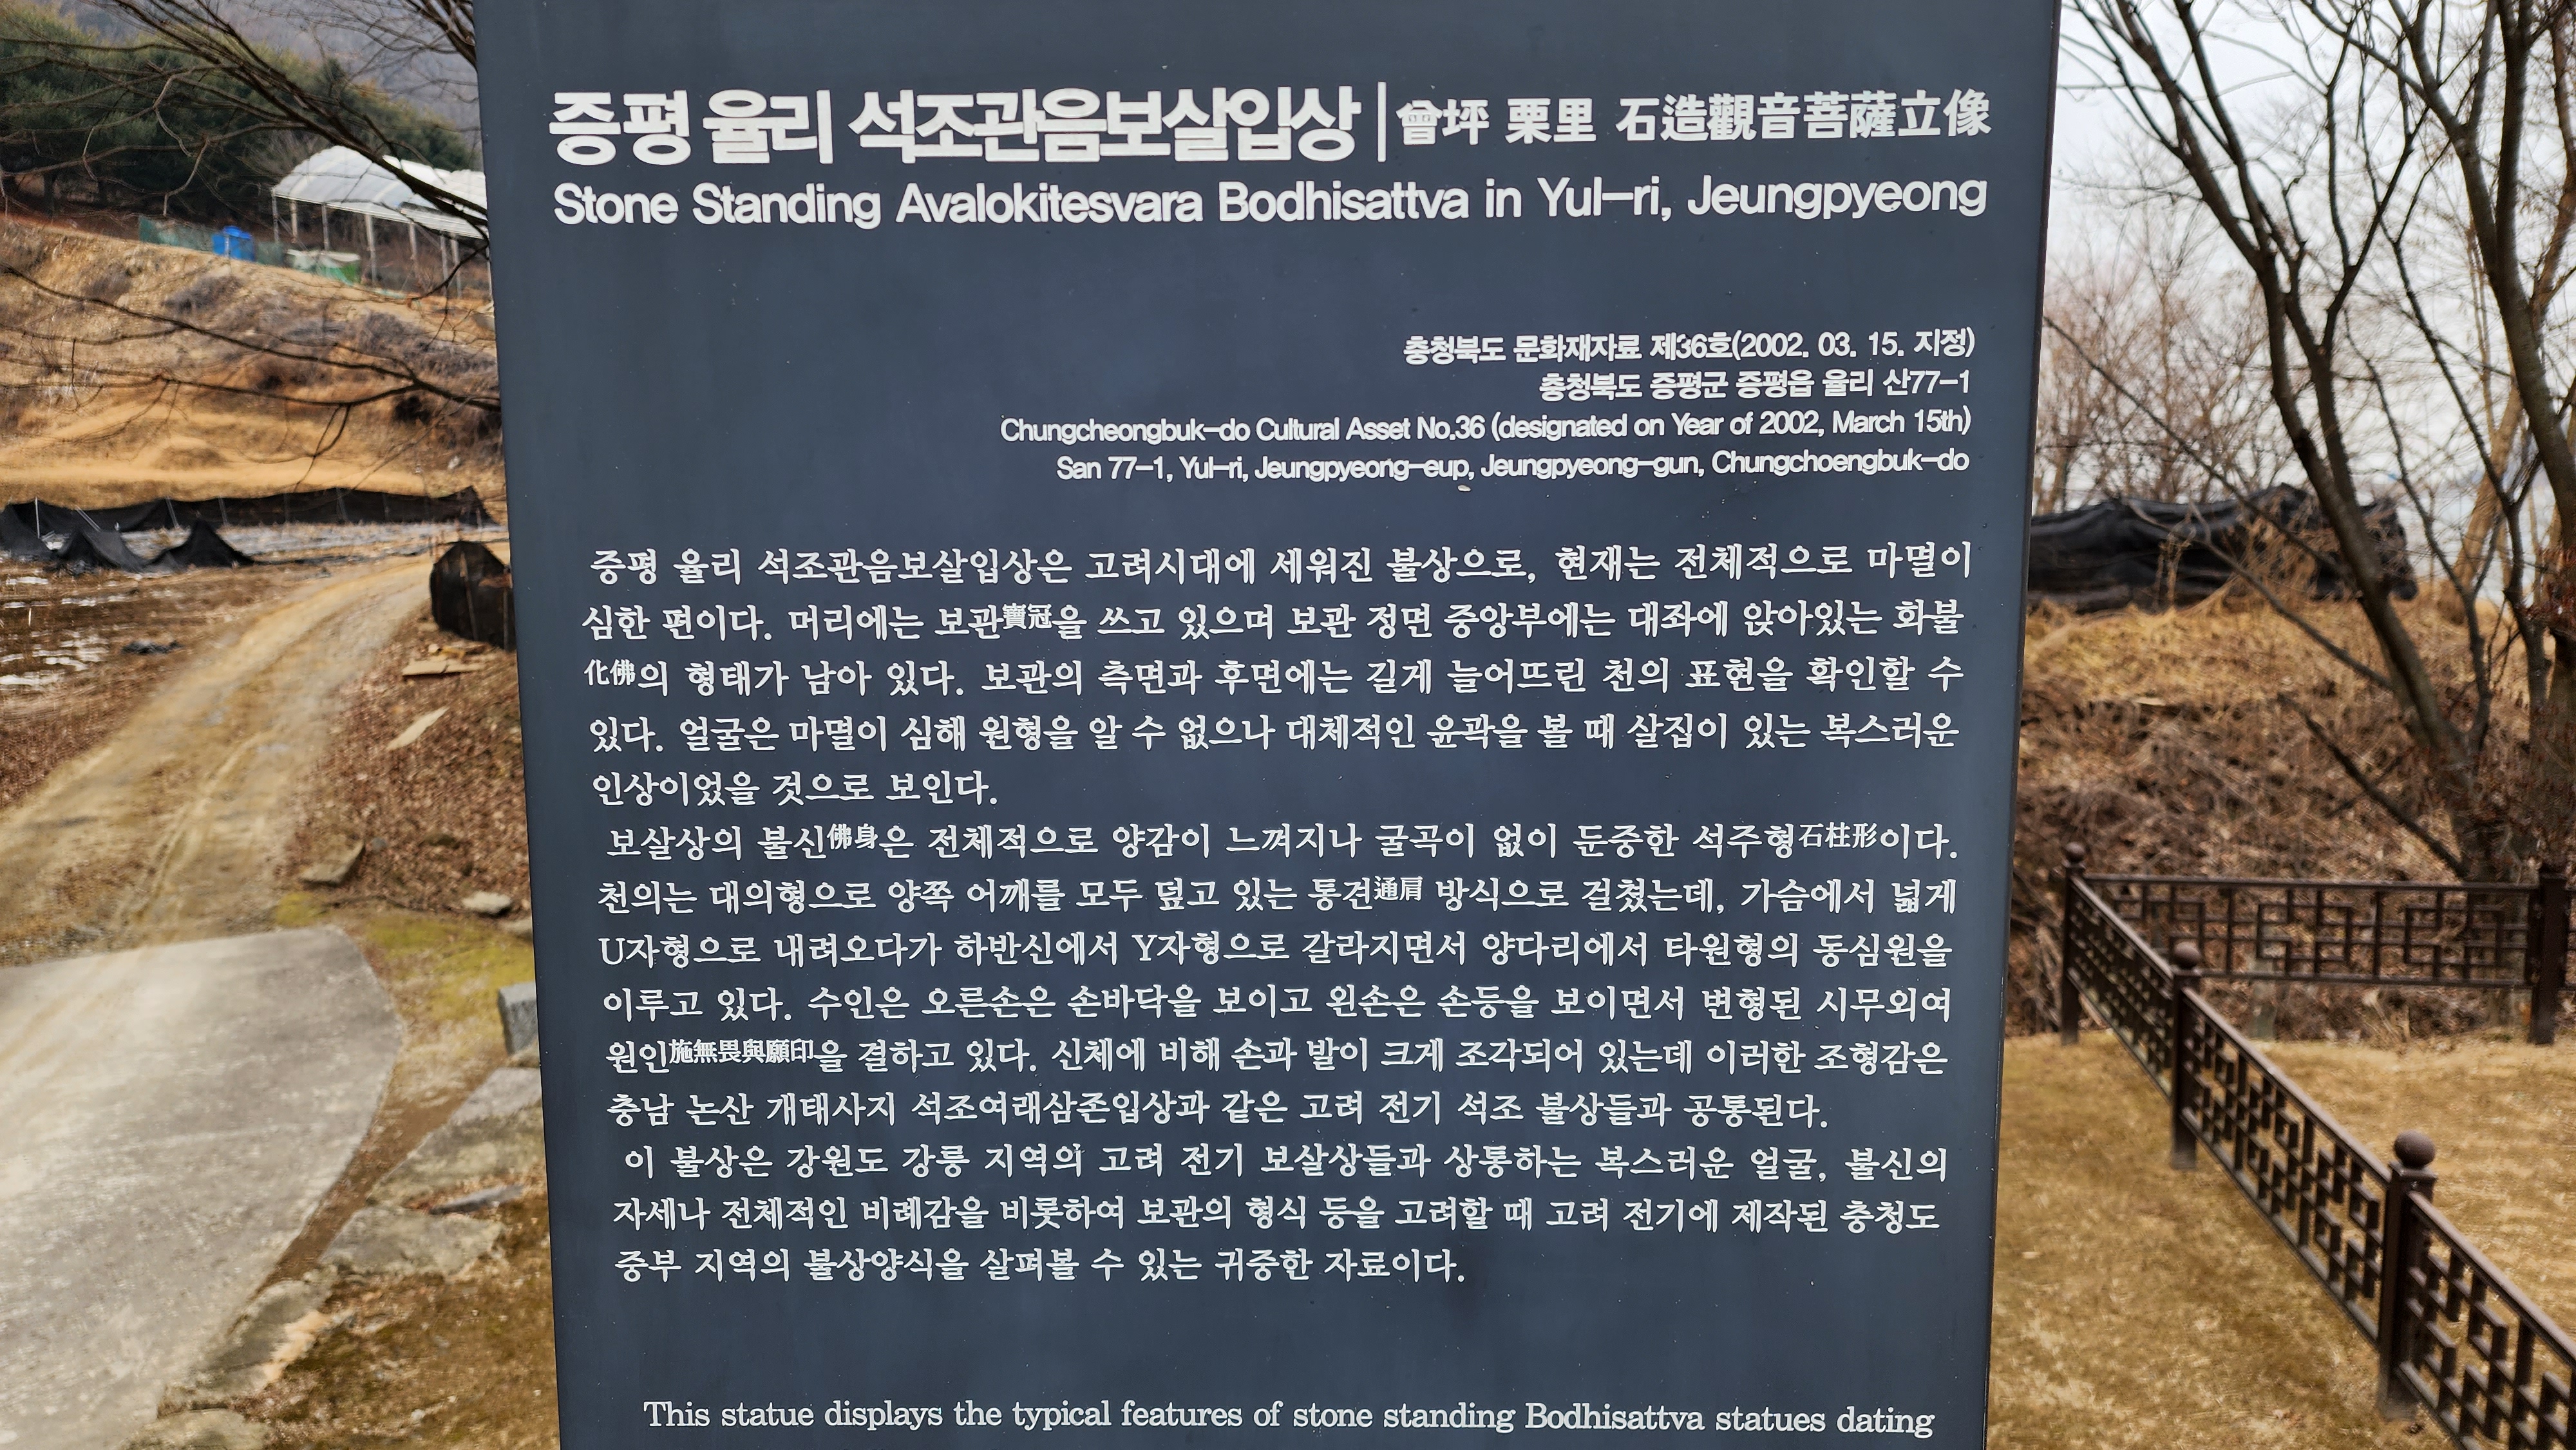 증평 율리 석조관음보살입상 | 曾坪 栗里 石造觀音菩薩立像
Stone Standing Avalokitesvara Bodhisattva in Yul-ri, Jeungpyeong
충청북도 문화재자료 제36호(2002. 03. 15. 지정)
충청북도 증평군 증평읍 율리 산77-1
Chungcheongbuk-do Cultural Asset No.36 (designated on Year of 2002, March 15th)
San 77-1, Yul-ri, Jeungpyeong-eup, Jeungpyeong-gun, Chungchoengbuk-do
증평 율리 석조관음보살입상은 고려시대에 세워진 불상으로, 현재는 전체적으로 마멸이
심한 편이다. 머리에는 보관寶冠을 쓰고 있으며 보관 정면 중앙부에는 대좌에 앉아있는 화불
化佛의 형태가 남아 있다. 보관의 측면과 후면에는 길게 늘어뜨린 천의 표현을 확인할 수
있다. 얼굴은 마멸이 심해 원형을 알 수 없으나 대체적인 윤곽을 볼 때 살집이 있는 복스러운
인상이었을 것으로 보인다.
보살상의 불신佛身은 전체적으로 양감이 느껴지나 굴곡이 없이 둔중한 석주형石柱形이다.
천의는 대의형으로 양쪽 어깨를 모두 덮고 있는 통견通肩 방식으로 걸쳤는데, 가슴에서 넓게
U자형으로 내려오다가 하반신에서 Y자형으로 갈라지면서 양다리에서 타원형의 동심원을
이루고 있다. 수인은 오른손은 손바닥을 보이고 왼손은 손등을 보이면서 변형된 시무외여
원인施無畏與願印을 결하고 있다. 신체에 비해 손과 발이 크게 조각되어 있는데 이러한 조형감은
충남 논산 개태사지 석조여래삼존입상과 같은 고려 전기 석조 불상들과 공통된다.
이 불상은 강원도 강릉 지역의 고려 전기 보살상들과 상통하는 복스러운 얼굴, 불신의
자세나 전체적인 비례감을 비롯하여 보관의 형식 등을 고려할 때 고려 전기에 제작된 충청도
중부 지역의 불상양식을 살펴볼 수 있는 귀중한 자료이다.
This statue displays the typical features of stone standing Bodhisattva statues dating